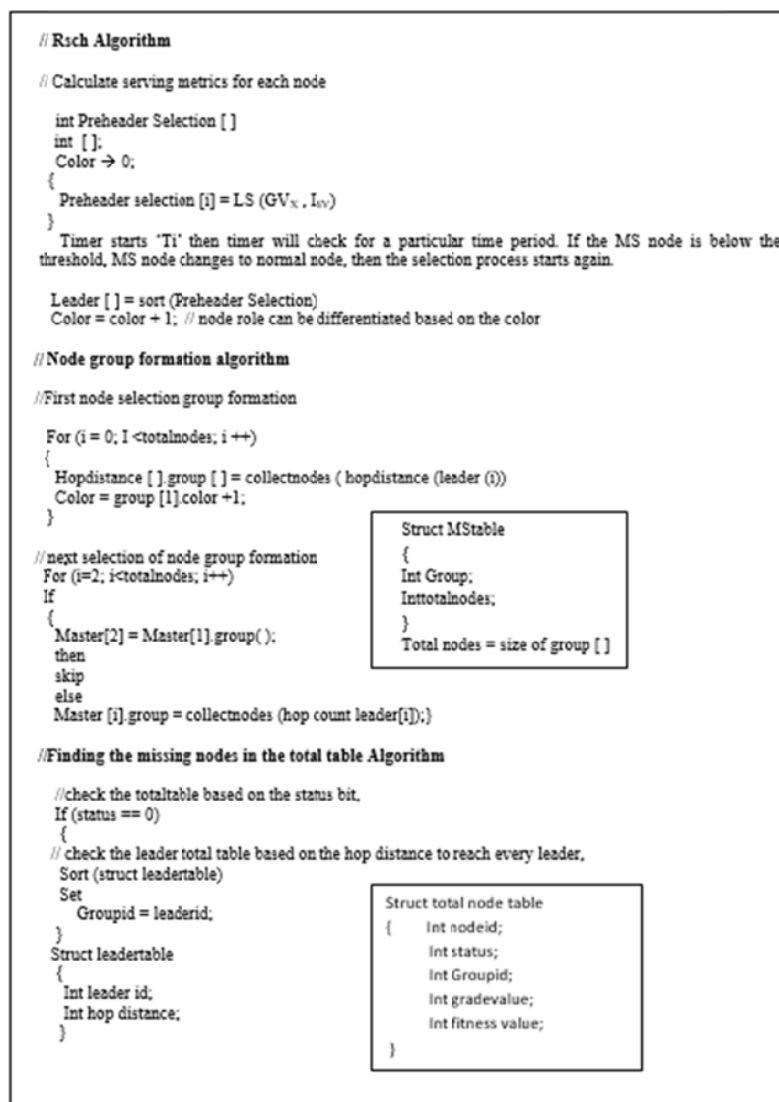 // Rsch Algorithm
// Calculate serving metrics for each node
int Preheader Selection [ ]
int [ ];
Color → 0;
{
Preheader selection [i] = LS (GVX , ISV)
}
Timer starts ‘Ti’ then timer will check for a particular time period. If the MS node is below the
threshold, MS node changes to normal node, then the selection process starts again.
Leader [ ] = sort (Preheader Selection)
Color = color + 1; // node role can be differentiated based on the color
// Node group formation algorithm
//First node selection group formation
For (i = 0; I <totalnodes; i ++)
{
Hopdistance [ ].group [ ] = collectnodes ( hopdistance (leader (i))
Color = group [1].color +1;
}
//next selection of node group formation
For (i=2; i<totalnodes; i++)
If
{
Master[2] = Master[1].group( );
then
skip
else
Master [i].group = collectnodes (hop count leader[i]);}
Struct MStable
{
Int Group;
Inttotalnodes;
}
Total nodes = size of group [ ]
//Finding the missing nodes in the total table Algorithm
//check the totaltable based on the status bit,
If (status == 0)
{
// check the leader total table based on the hop distance to reach every leader,
Sort (struct leadertable)
Set
Groupid = leaderid;
}
Struct leadertable
{
Int leader id;
Int hop distance;
}
Struct total node table
{ Int nodeid;
Int status;
Int Groupid;
Int gradevalue;
Int fitness value;
}